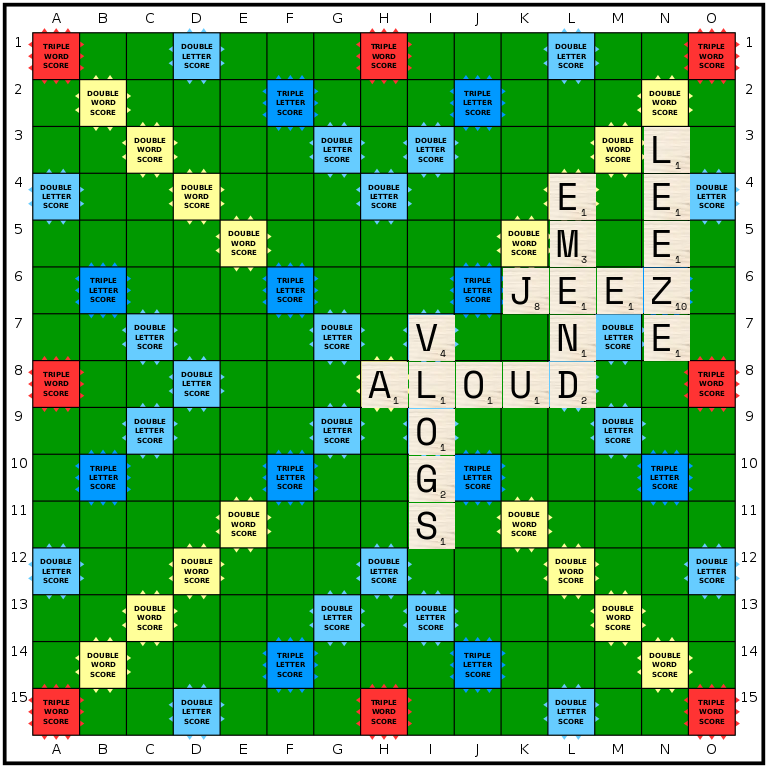 A B C D E F G H I J K L M N O
1 TRIPLE DOUBLE TRIPLE DOUBLE TRIPLE 1
WORD LETTER WORD LETTER WORD
SCORE SCORE SCORE SCORE SCORE
2 DOUBLE TRIPLE TRIPLE DOUBLE 2
WORD LETTER LETTER WORD
SCORE SCORE SCORE SCORE
3 DOUBLE DOUBLE DOUBLE DOUBLE 3
WORD LETTER LETTER WORD L1
SCORE SCORE SCORE SCORE
4 DOUBLE DOUBLE DOUBLE DOUBLE 4
LETTER WORD LETTER E1 E1 LETTER
SCORE SCORE SCORE SCORE
5 DOUBLE DOUBLE 5
WORD WORD M3 E1
SCORE SCORE
6 TRIPLE TRIPLE TRIPLE 6
LETTER LETTER LETTER J8 E1 E1 Z10
SCORE SCORE SCORE
7 DOUBLE DOUBLE DOUBLE 7
LETTER LETTER V4 N1 LETTER E1
SCORE SCORE SCORE
8 TRIPLE DOUBLE TRIPLE 8
WORD LETTER A1 L1 O1 U1 D2 WORD
SCORE SCORE SCORE
9 DOUBLE DOUBLE DOUBLE 9
LETTER LETTER O1 LETTER
SCORE SCORE SCORE
10 TRIPLE TRIPLE TRIPLE TRIPLE 10
LETTER LETTER G2 LETTER LETTER
SCORE SCORE SCORE SCORE
11 DOUBLE DOUBLE 11
WORD S1 WORD
SCORE SCORE
12 DOUBLE DOUBLE DOUBLE DOUBLE DOUBLE 12
LETTER WORD LETTER WORD LETTER
SCORE SCORE SCORE SCORE SCORE
13 DOUBLE DOUBLE DOUBLE DOUBLE 13
WORD LETTER LETTER WORD
SCORE SCORE SCORE SCORE
14 DOUBLE TRIPLE TRIPLE DOUBLE 14
WORD LETTER LETTER WORD
SCORE SCORE SCORE SCORE
15 TRIPLE DOUBLE TRIPLE DOUBLE TRIPLE 15
WORD LETTER WORD LETTER WORD
SCORE SCORE SCORE SCORE SCORE
A B C D E F G H I J K L M N O